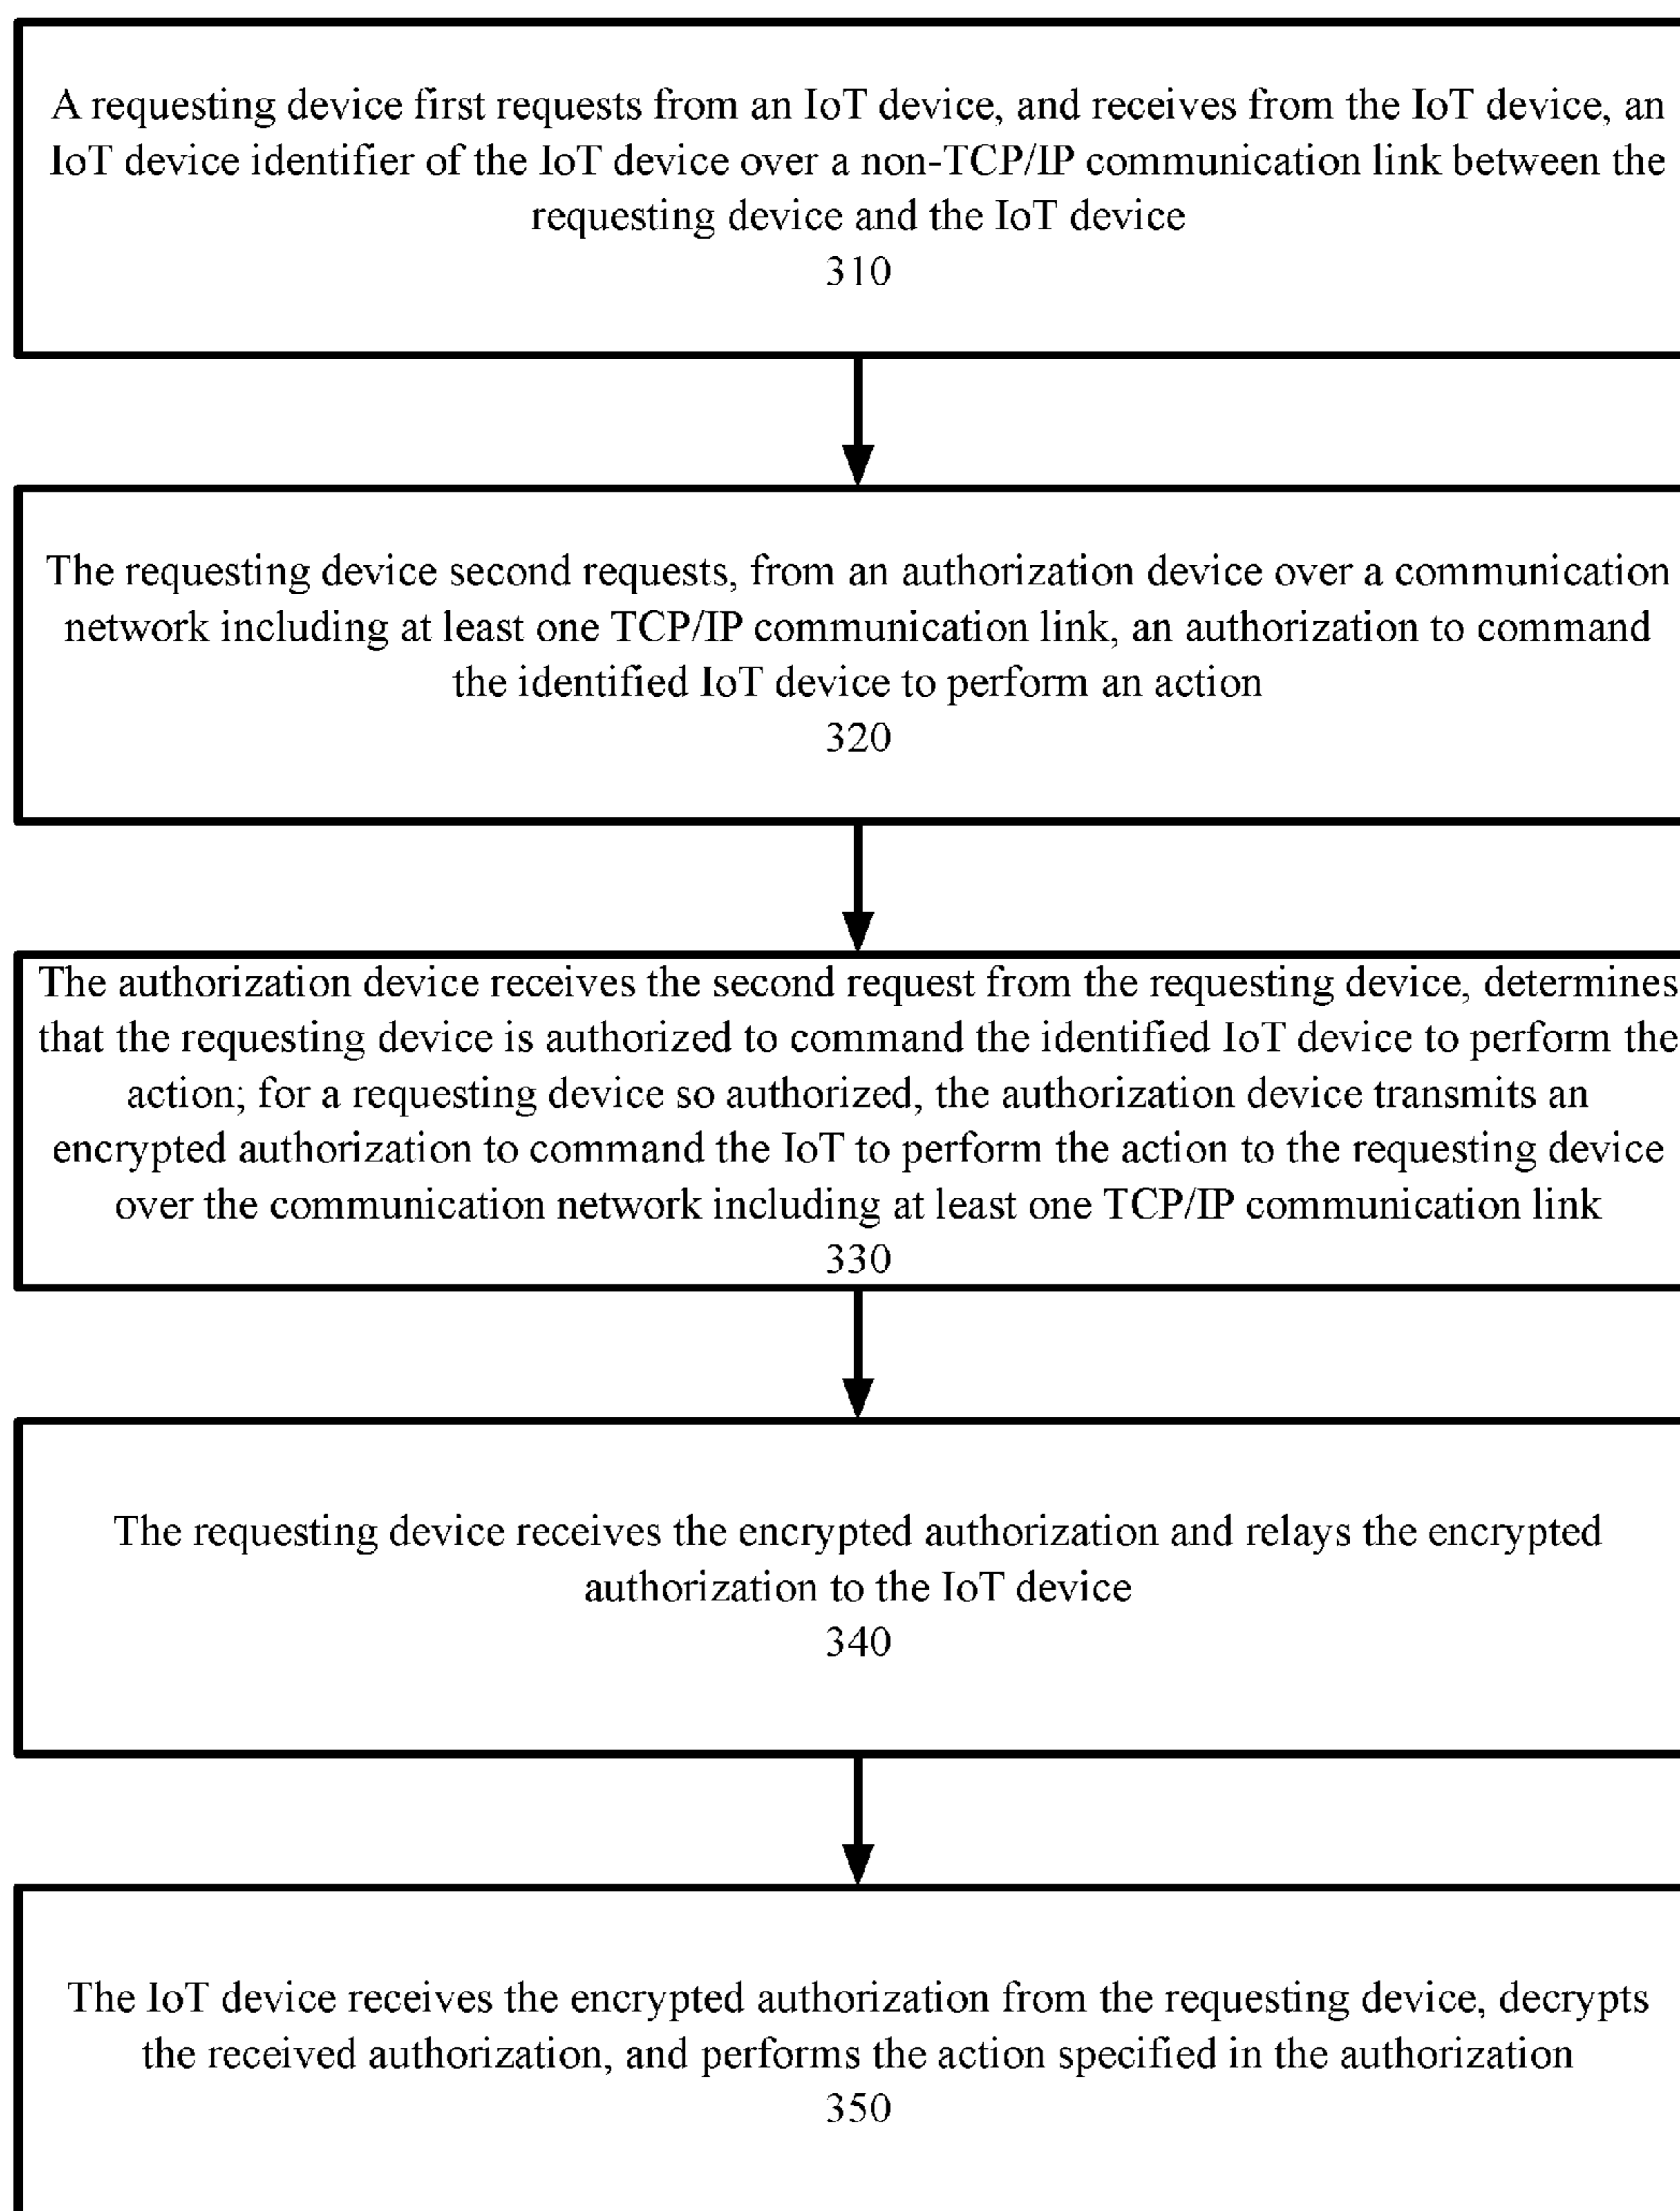 A requesting device first requests from an IoT device, and receives from the IoT device, an
IoT device identifier of the IoT device over a non-TCP/IP communication link between the
requesting device and the IoT device
310
The requesting device second requests, from an authorization device over a communication
network including at least one TCP/IP communication link, an authorization to command
the identified IoT device to perform an action
320
The authorization device receives the second request from the requesting device, determines
that the requesting device is authorized to command the identified IoT device to perform the
action; for a requesting device so authorized, the authorization device transmits an
encrypted authorization to command the IoT to perform the action to the requesting device
over the communication network including at least one TCP/IP communication link
330
The requesting device receives the encrypted authorization and relays the encrypted
authorization to the IoT device
340
The IoT device receives the encrypted authorization from the requesting device, decrypts
the received authorization, and performs the action specified in the authorization
350